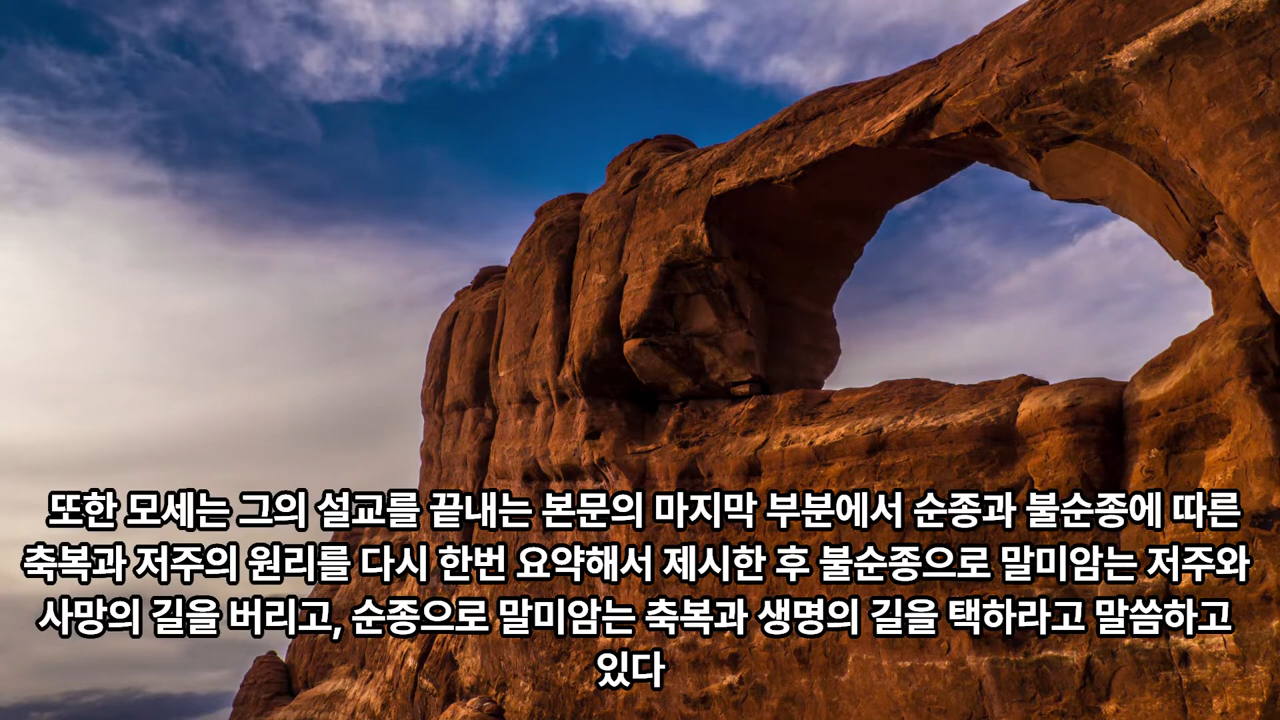 또한 모세는 그의 설교를 끝내는 본문의 마지막 부분에서 순종과 불순종에 따른
축복과 저주의 원리를 다시 한번 요약해서 제시한 후 불순종으로 말미암는 저주와
사망의 길을 버리고, 순종으로 말미암는 축복과 생명의 길을 택하라고 말씀하고
있다